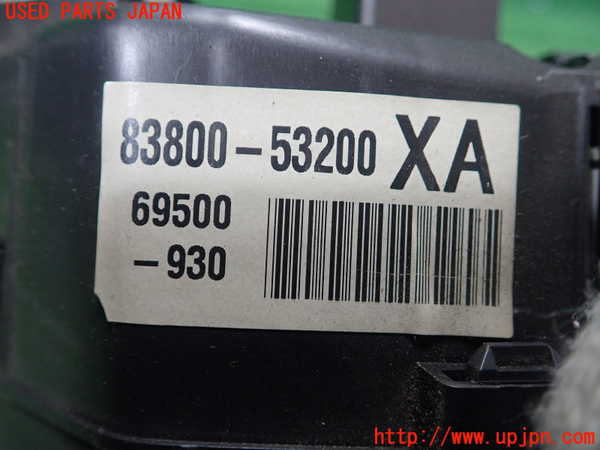 USED PARTS JAPAN
83800-53200 XA
69500
-930
http://www.upjpn.com/